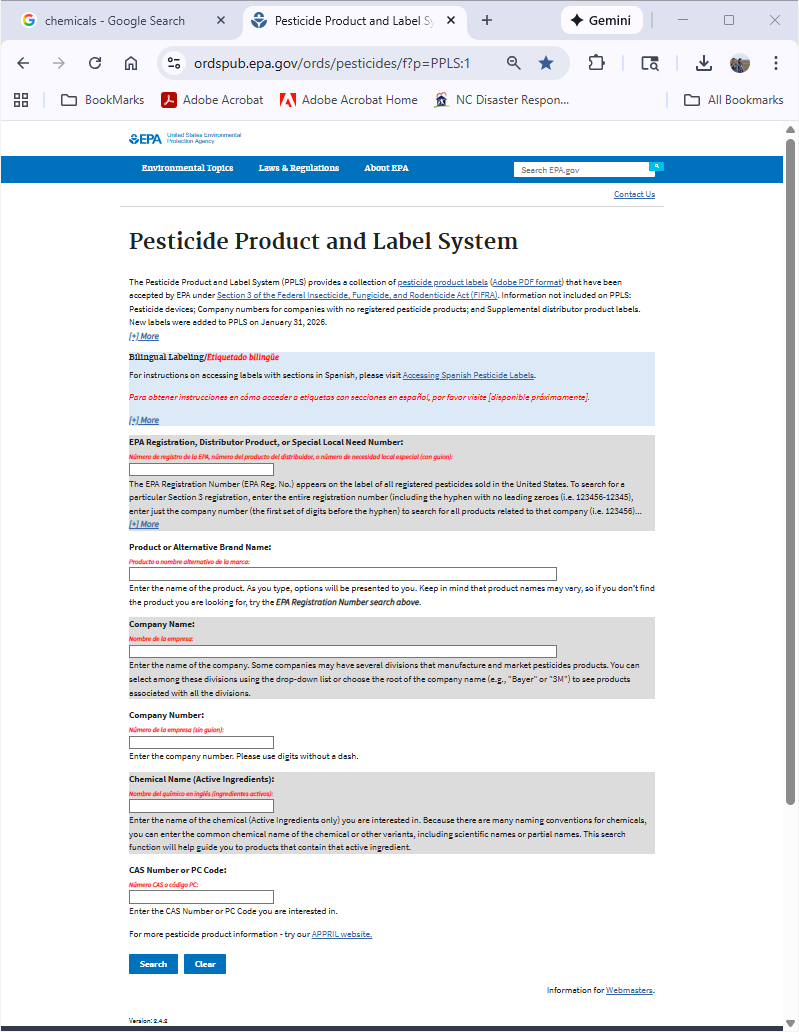 chemicals - Google Search
Pesticide Product and Label Sy
Gemini
ordspub.epa.gov/ords/pesticides/f?p=PPLS:1
BookMarks
Adobe Acrobat
Adobe Acrobat Home
NC Disaster Respon...
All Bookmarks
EPA
United States Environmental
Protection Agency
Environmental Topics
Laws & Regulations
About EPA
Search EPA.gov
Contact Us
Pesticide Product and Label System
The Pesticide Product and Label System (PPLS) provides a collection of pesticide product labels (Adobe PDF format) that have been
accepted by EPA under Section 3 of the Federal Insecticide, Fungicide, and Rodenticide Act (FIFRA). Information not included on PPLS:
Pesticide devices; Company numbers for companies with no registered pesticide products; and Supplemental distributor product labels.
New labels were added to PPLS on January 31, 2026.
[+] More
Bilingual Labeling/Etiquetado bilingüe
For instructions on accessing labels with sections in Spanish, please visit Accessing Spanish Pesticide Labels.
Para obtener instrucciones en cómo acceder a etiquetas con secciones en español, por favor visite [disponible próximamente].
[+] More
EPA Registration, Distributor Product, or Special Local Need Number:
Número de registro de la EPA, número del producto del distribuidor, o número de necesidad local especial (con guion):
The EPA Registration Number (EPA Reg. No.) appears on the label of all registered pesticides sold in the United States. To search for a
particular Section 3 registration, enter the entire registration number (including the hyphen with no leading zeroes (i.e. 123456-12345),
enter just the company number (the first set of digits before the hyphen) to search for all products related to that company (i.e. 123456)...
[+] More
Product or Alternative Brand Name:
Producto o nombre alternativo de la marca:
Enter the name of the product. As you type, options will be presented to you. Keep in mind that product names may vary, so if you don't find
the product you are looking for, try the EPA Registration Number search above.
Company Name:
Nombre de la empresa:
Enter the name of the company. Some companies may have several divisions that manufacture and market pesticides products. You can
select among these divisions using the drop-down list or choose the root of the company name (e.g., "Bayer" or "3M") to see products
associated with all the divisions.
Company Number:
Número de la empresa (sin guion):
Enter the company number. Please use digits without a dash.
Chemical Name (Active Ingredients):
Nombre del químico en inglés (ingredientes activos):
Enter the name of the chemical (Active Ingredients only) you are interested in. Because there are many naming conventions for chemicals,
you can enter the common chemical name of the chemical or other variants, including scientific names or partial names. This search
function will help guide you to products that contain that active ingredient.
CAS Number or PC Code:
Número CAS o código PC:
Enter the CAS Number or PC Code you are interested in.
For more pesticide product information - try our APPRIL website.
Search
Clear
Information for Webmasters.
Version: 2.4.2